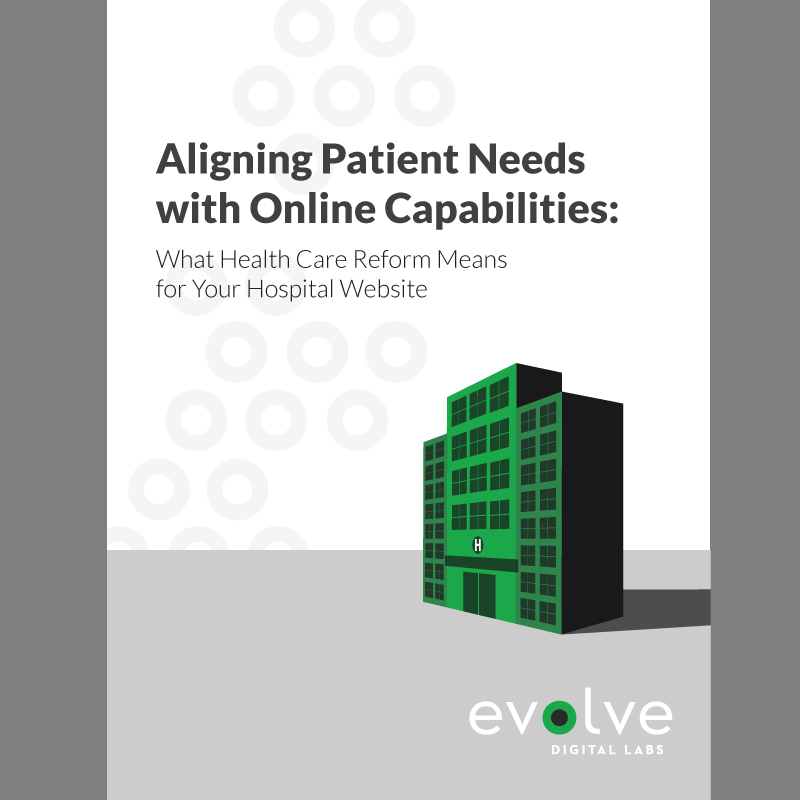 Aligning Patient Needs
with Online Capabilities:
What Health Care Reform Means
for Your Hospital Website
H
evolve
DIGITAL LABS